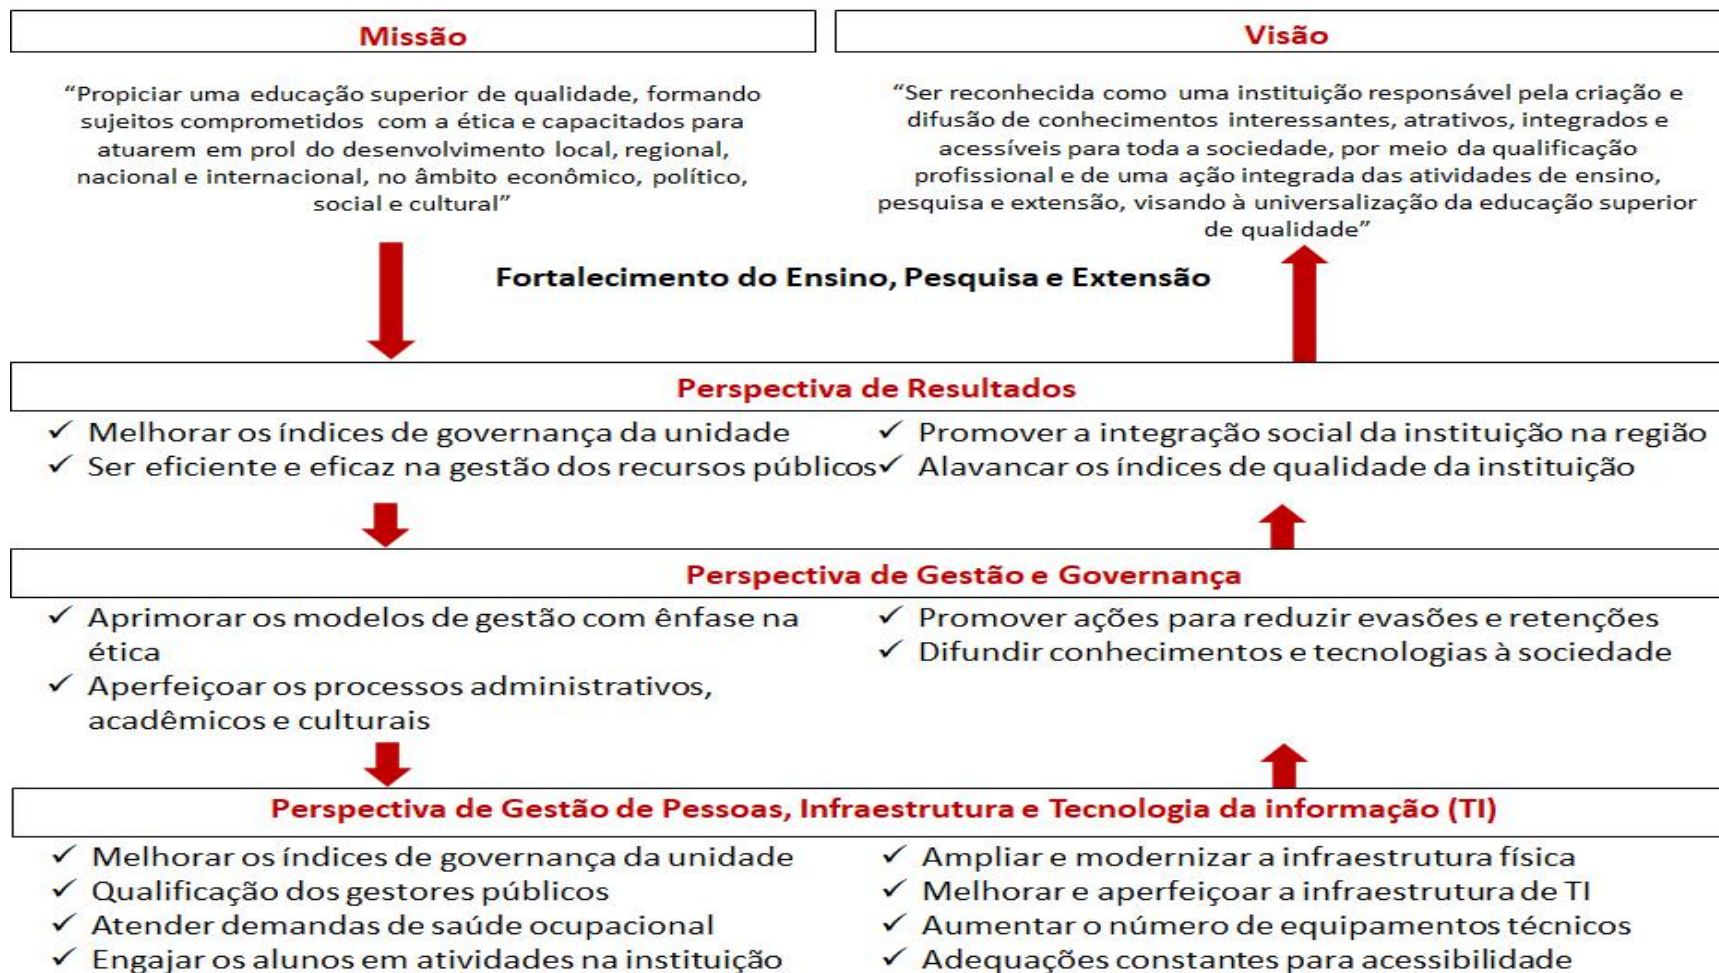 Missão
“Propiciar uma educação superior de qualidade, formando
sujeitos comprometidos com a ética e capacitados para
atuarem em prol do desenvolvimento local, regional,
nacional e internacional, no âmbito econômico, político,
social e cultural”
Visão
“Ser reconhecida como uma instituição responsável pela criação e
difusão de conhecimentos interessantes, atrativos, integrados e
acessíveis para toda a sociedade, por meio da qualificação
profissional e de uma ação integrada das atividades de ensino,
pesquisa e extensão, visando à universalização da educação superior
de qualidade”
Fortalecimento do Ensino, Pesquisa e Extensão
Perspectiva de Resultados
✓ Melhorar os índices de governança da unidade
✓ Ser eficiente e eficaz na gestão dos recursos públicos
✓ Promover a integração social da instituição na região
✓ Alavancar os índices de qualidade da instituição
Perspectiva de Gestão e Governança
✓ Aprimorar os modelos de gestão com ênfase na
ética
✓ Aperfeiçoar os processos administrativos,
acadêmicos e culturais
✓ Promover ações para reduzir evasões e retenções
✓ Difundir conhecimentos e tecnologias à sociedade
Perspectiva de Gestão de Pessoas, Infraestrutura e Tecnologia da informação (TI)
✓ Melhorar os índices de governança da unidade
✓ Qualificação dos gestores públicos
✓ Atender demandas de saúde ocupacional
✓ Engajar os alunos em atividades na instituição
✓ Ampliar e modernizar a infraestrutura física
✓ Melhorar e aperfeiçoar a infraestrutura de TI
✓ Aumentar o número de equipamentos técnicos
✓ Adequações constantes para acessibilidade